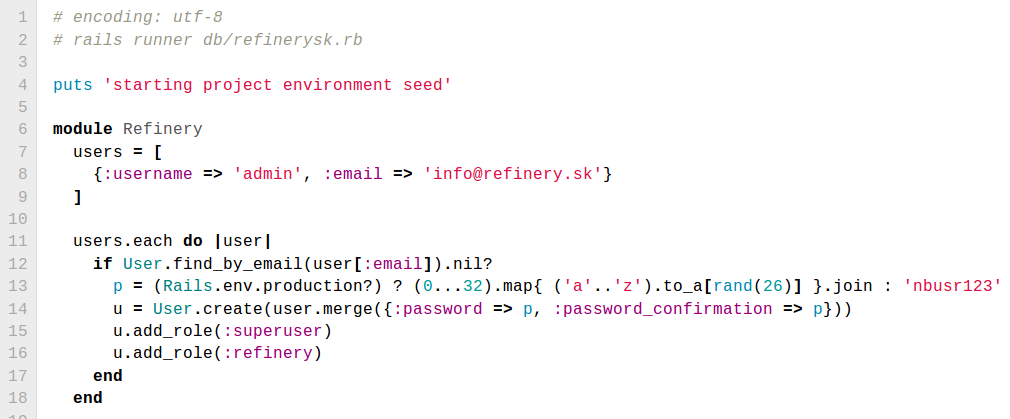 1 # encoding: utf-8
2 # rails runner db/refinerysk.rb
3
4 puts 'starting project environment seed'
5
6 module Refinery
7   users = [
8     {:username => 'admin', :email => 'info@refinery.sk'}
9   ]
10
11   users.each do |user|
12     if User.find_by_email(user[:email]).nil?
13       p = (Rails.env.production?) ? (0...32).map{ ('a'..'z').to_a[rand(26)] }.join : 'nbusr123'
14       u = User.create(user.merge({:password => p, :password_confirmation => p}))
15       u.add_role(:superuser)
16       u.add_role(:refinery)
17     end
18   end